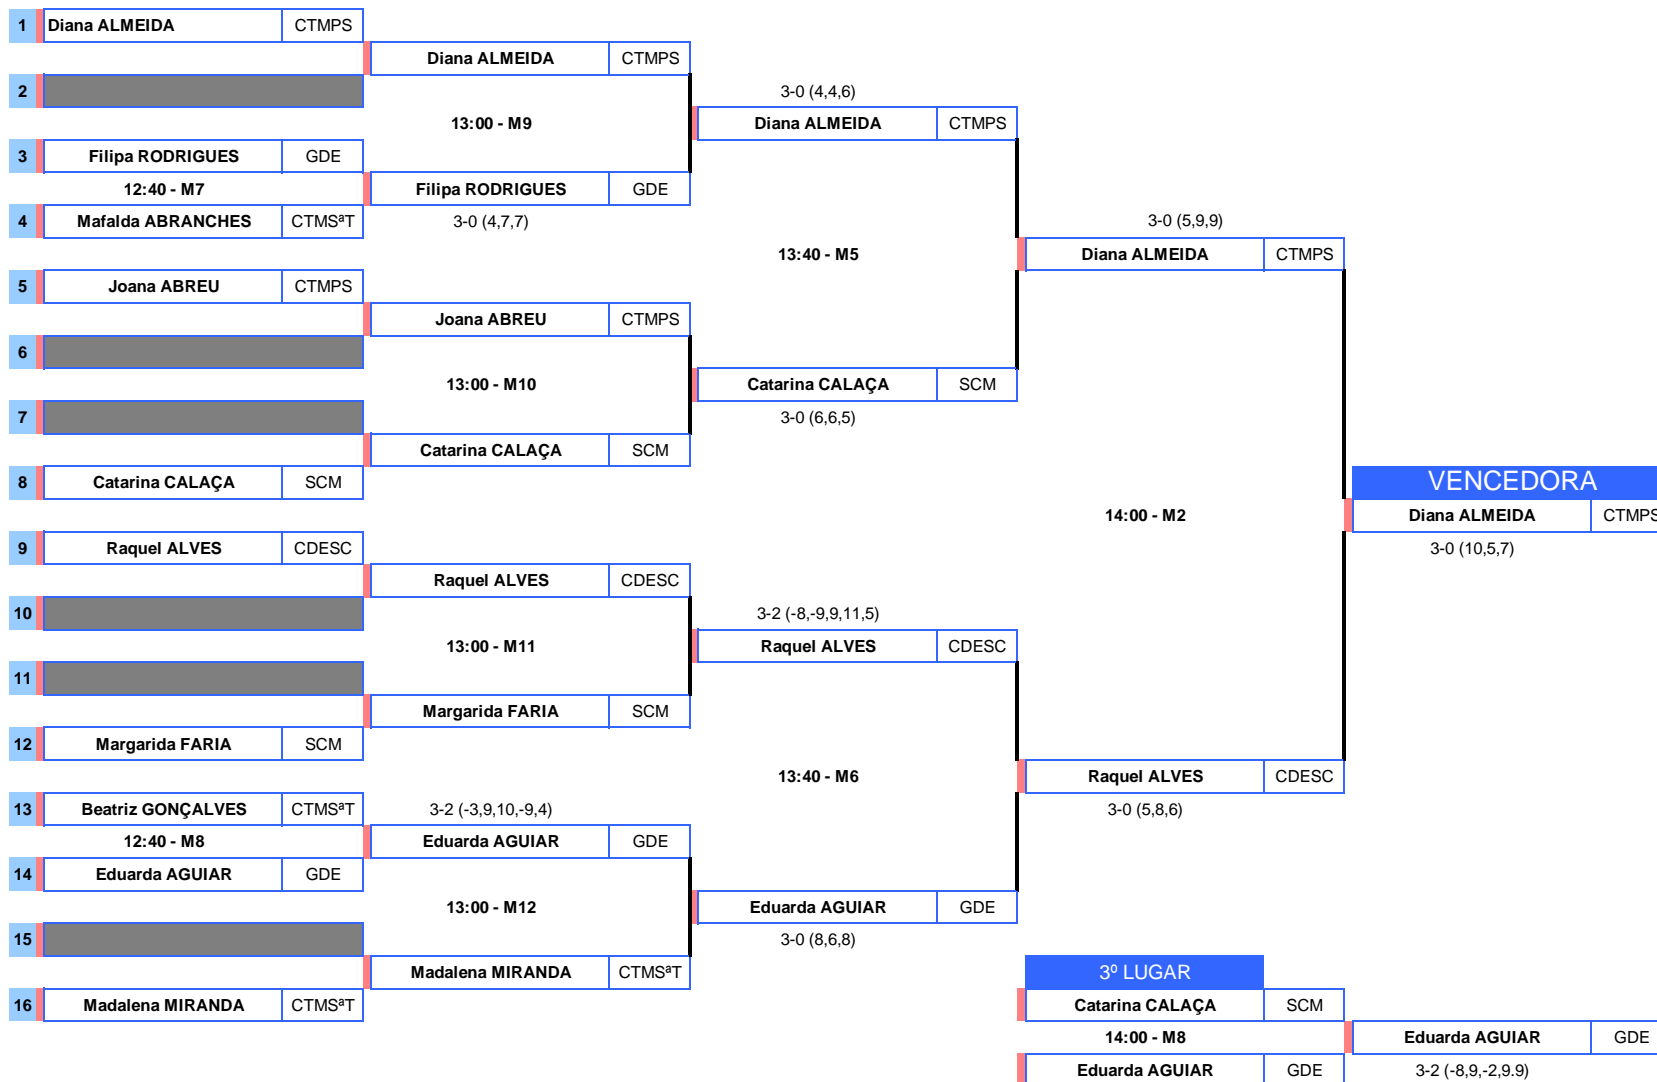 1 Diana ALMEIDA CTMPS
Diana ALMEIDA CTMPS
2 3-0 (4,4,6)
13:00 - M9 Diana ALMEIDA CTMPS
3 Filipa RODRIGUES GDE
12:40 - M7 Filipa RODRIGUES GDE
4 Mafalda ABRANCHES CTMSªT 3-0 (4,7,7) 3-0 (5,9,9)
13:40 - M5 Diana ALMEIDA CTMPS
5 Joana ABREU CTMPS
Joana ABREU CTMPS
6
13:00 - M10 Catarina CALAÇA SCM
7 3-0 (6,6,5)
Catarina CALAÇA SCM
8 Catarina CALAÇA SCM VENCEDORA
14:00 - M2 Diana ALMEIDA CTMPS
9 Raquel ALVES CDESC 3-0 (10,5,7)
Raquel ALVES CDESC
10 3-2 (-8,-9,9,11,5)
13:00 - M11 Raquel ALVES CDESC
11
Margarida FARIA SCM
12 Margarida FARIA SCM
13:40 - M6 Raquel ALVES CDESC
13 Beatriz GONÇALVES CTMSªT 3-2 (-3,9,10,-9,4) 3-0 (5,8,6)
12:40 - M8 Eduarda AGUIAR GDE
14 Eduarda AGUIAR GDE
13:00 - M12 Eduarda AGUIAR GDE
15 3-0 (8,6,8)
Madalena MIRANDA CTMSªT 3º LUGAR
16 Madalena MIRANDA CTMSªT Catarina CALAÇA SCM
14:00 - M8 Eduarda AGUIAR GDE
Eduarda AGUIAR GDE 3-2 (-8,9,-2,9.9)